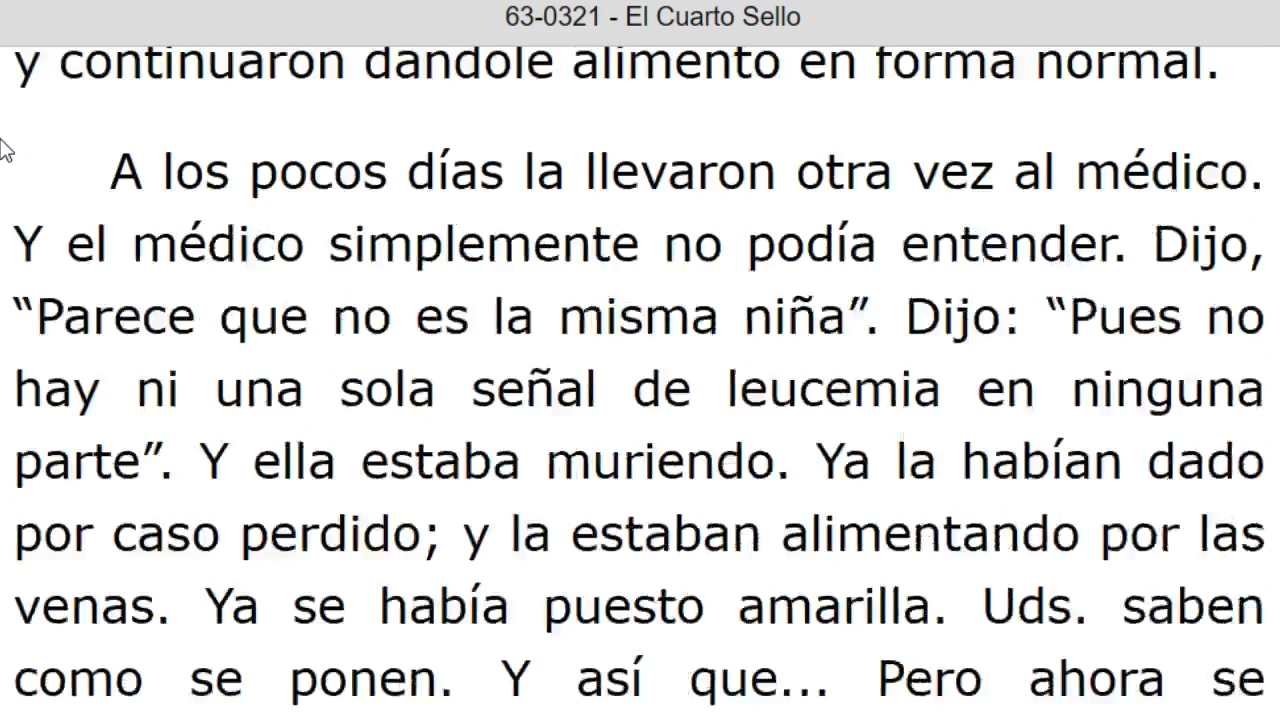 63-0321 - El Cuarto Sello
y continuaron dándole alimento en forma normal.
A los pocos días la llevaron otra vez al médico.
Y el médico simplemente no podía entender. Dijo,
“Parece que no es la misma niña”. Dijo: “Pues no
hay ni una sola señal de leucemia en ninguna
parte”. Y ella estaba muriendo. Ya la habían dado
por caso perdido; y la estaban alimentando por las
venas. Ya se había puesto amarilla. Uds. saben
como se ponen. Y así que... Pero ahora se